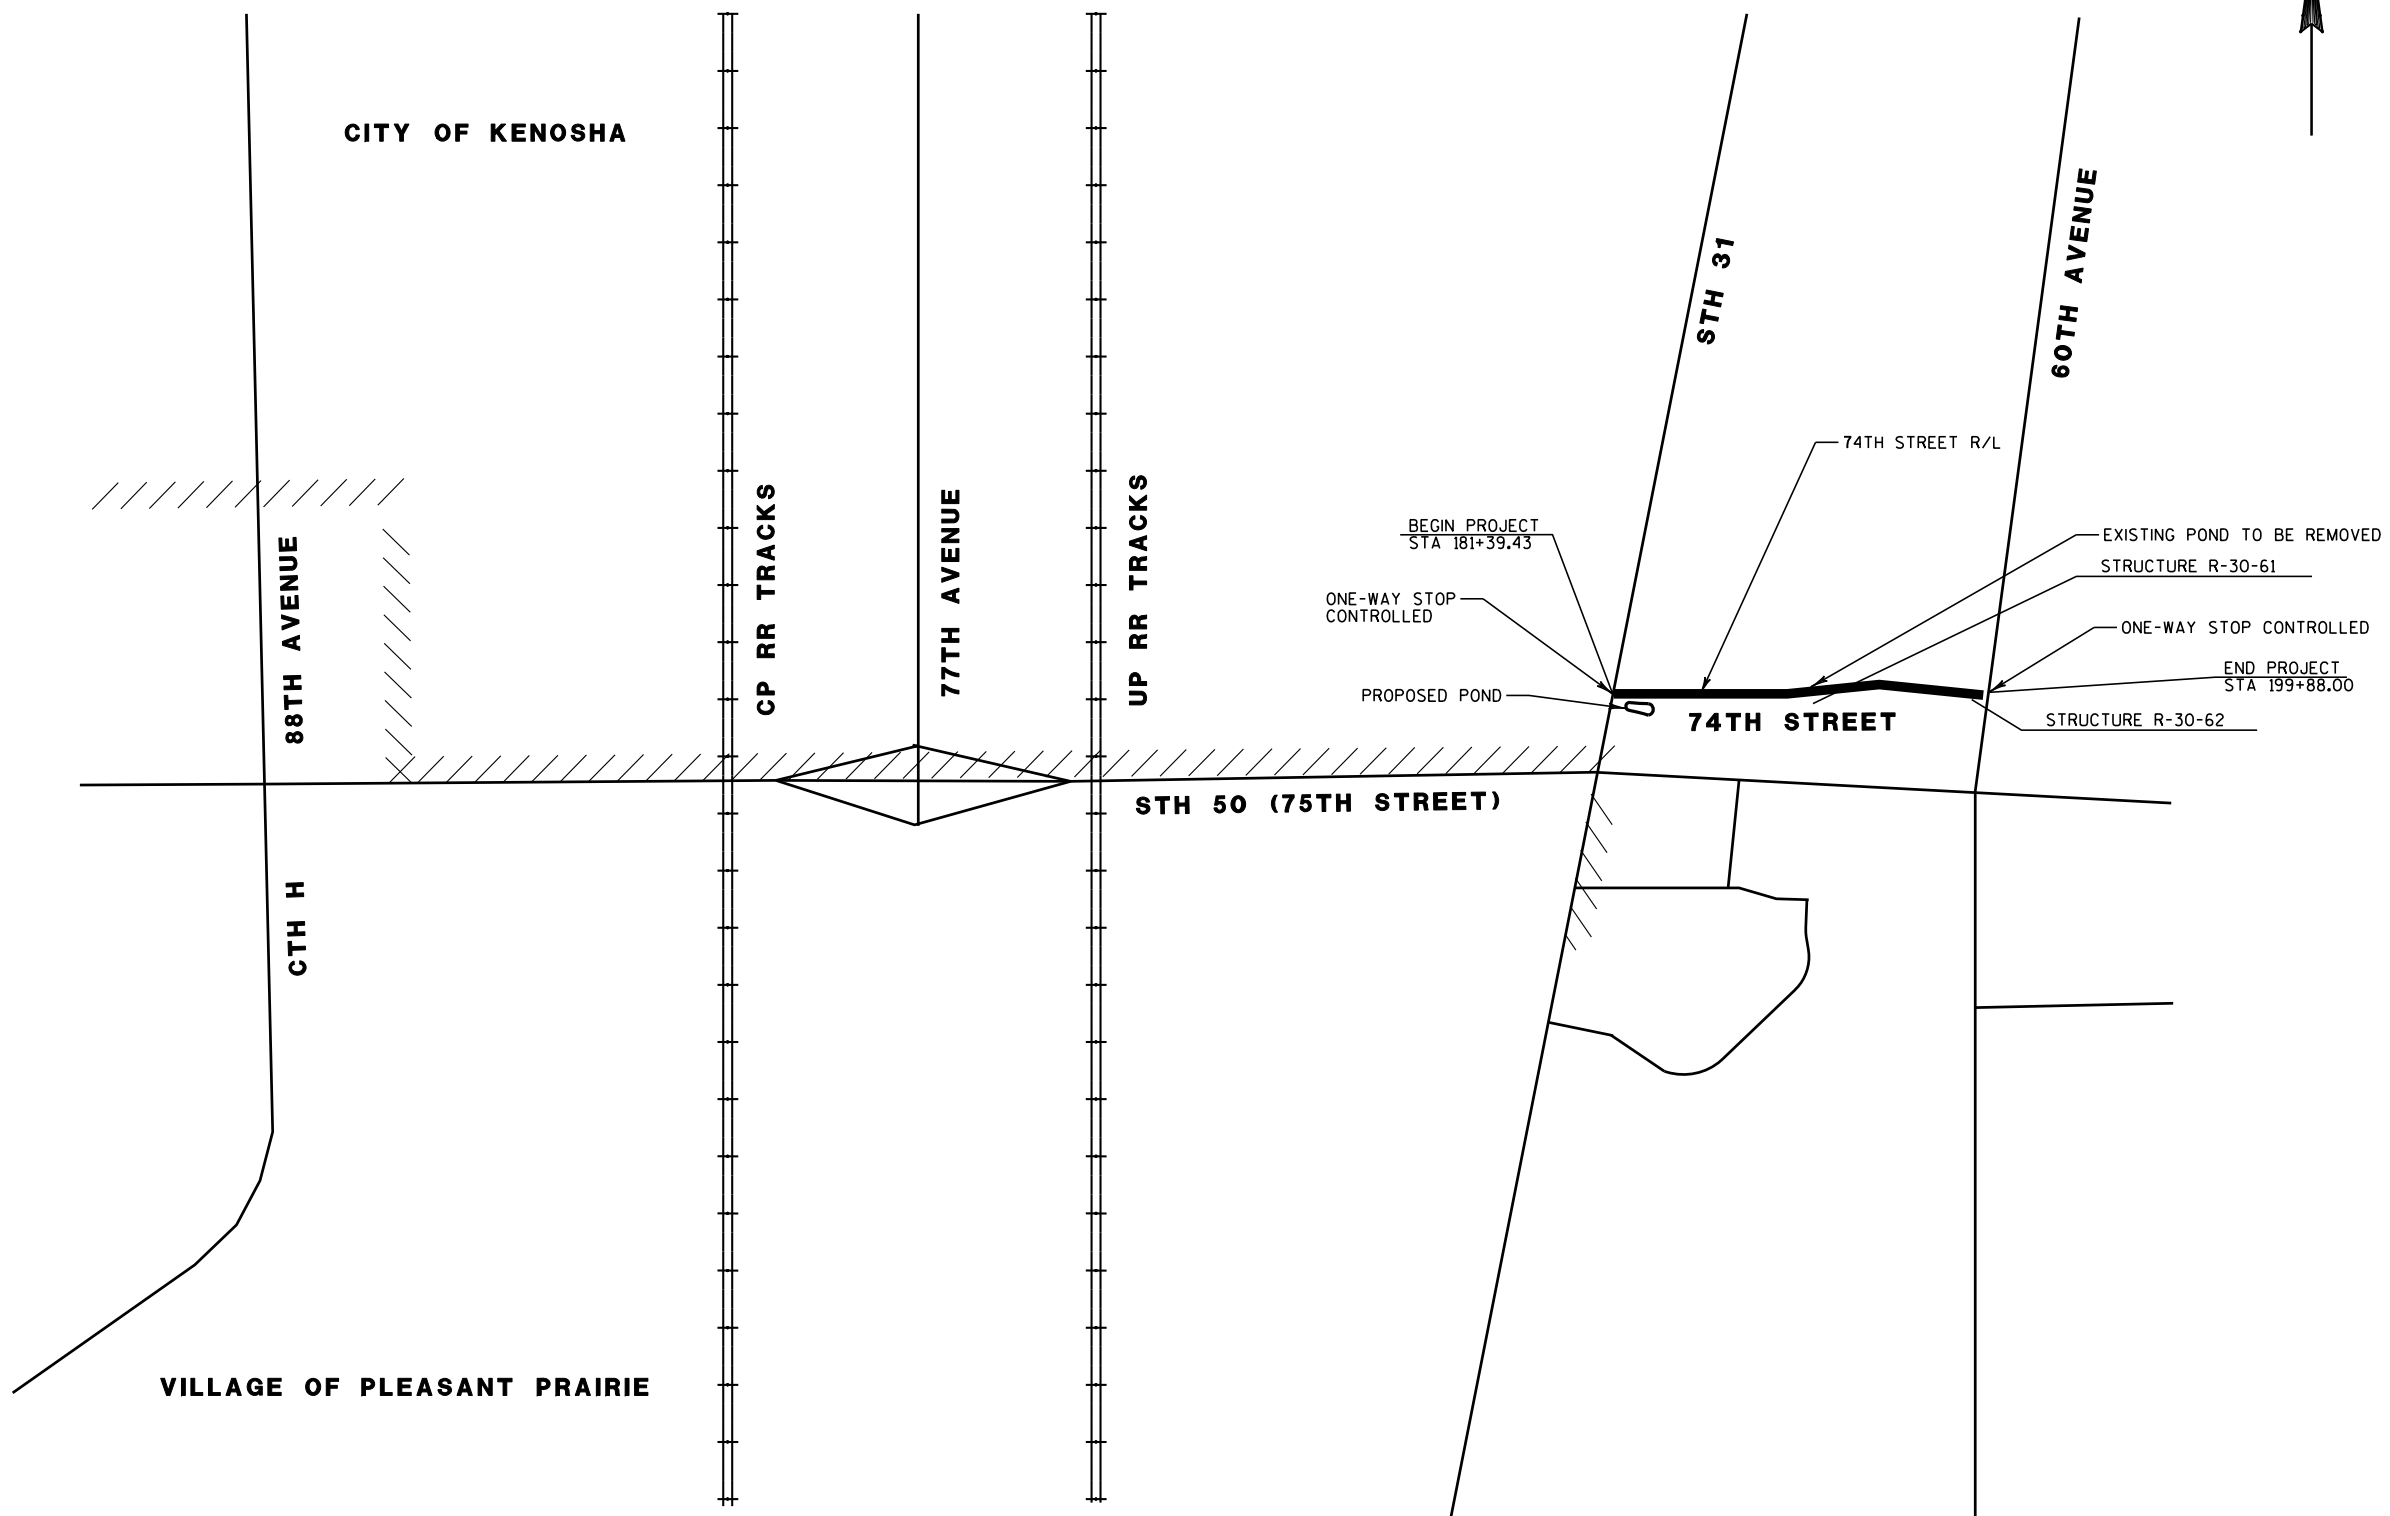 CITY OF KENOSHA
STH 31
60TH AVENUE
74TH STREET R/L
BEGIN PROJECT
STA 181+39.43
EXISTING POND TO BE REMOVED
STRUCTURE R-30-61
ONE-WAY STOP
CONTROLLED
ONE-WAY STOP CONTROLLED
END PROJECT
STA 199+88.00
PROPOSED POND
74TH STREET
STRUCTURE R-30-62
88TH AVENUE
CP RR TRACKS
77TH AVENUE
UP RR TRACKS
STH 50 (75TH STREET)
CTH H
VILLAGE OF PLEASANT PRAIRIE